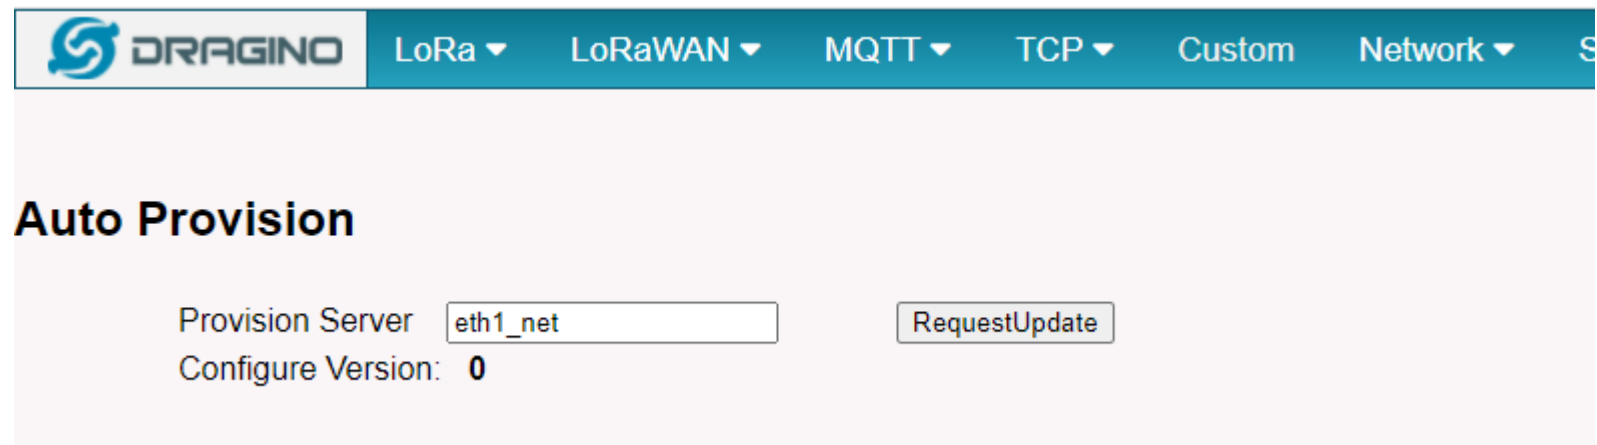 DRAGINO LoRa LoRaWAN MQTT TCP Custom Network S
Auto Provision
Provision Server eth1_net RequestUpdate
Configure Version: 0